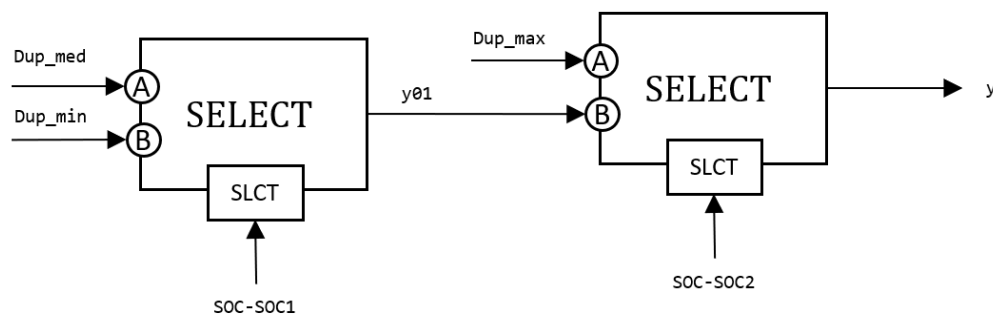 Dup_med
A
Dup_min
B
SELECT
SLCT
SOC-SOC1
y01
Dup_max
A
B
SELECT
SLCT
SOC-SOC2
y